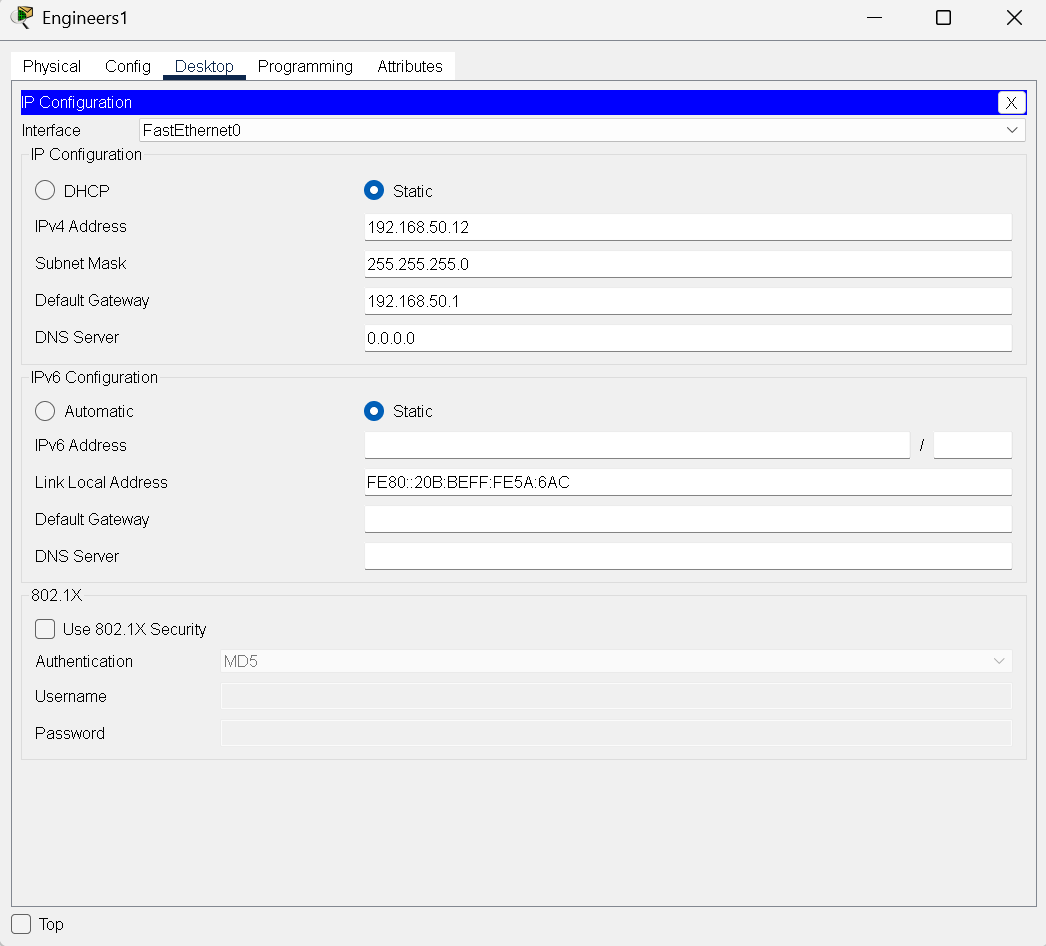 Engineers1
Physical Config Desktop Programming Attributes
IP Configuration X
Interface FastEthernet0
IP Configuration
DHCP Static
IPv4 Address 192.168.50.12
Subnet Mask 255.255.255.0
Default Gateway 192.168.50.1
DNS Server 0.0.0.0
IPv6 Configuration
Automatic Static
IPv6 Address /
Link Local Address FE80::20B:BEFF:FE5A:6AC
Default Gateway
DNS Server
802.1X
Use 802.1X Security
Authentication MD5
Username
Password
Top